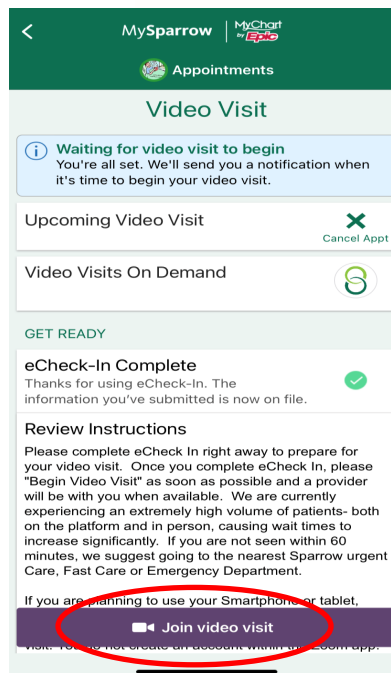 MySparrow MyChart
by Epic
Appointments
Video Visit
Waiting for video visit to begin
You're all set. We'll send you a notification when
it's time to begin your video visit.
Upcoming Video Visit
Cancel Appt
Video Visits On Demand
GET READY
eCheck-In Complete
Thanks for using eCheck-In. The
information you've submitted is now on file.
Review Instructions
Please complete eCheck In right away to prepare for
your video visit. Once you complete eCheck In, please
"Begin Video Visit" as soon as possible and a provider
will be with you when available. We are currently
experiencing an extremely high volume of patients- both
on the platform and in person, causing wait times to
increase significantly. If you are not seen within 60
minutes, we suggest going to the nearest Sparrow urgent
Care, Fast Care or Emergency Department.
If you are planning to use your Smartphone or tablet,
Join video visit
visit. You do not create an account within the Zoom app.